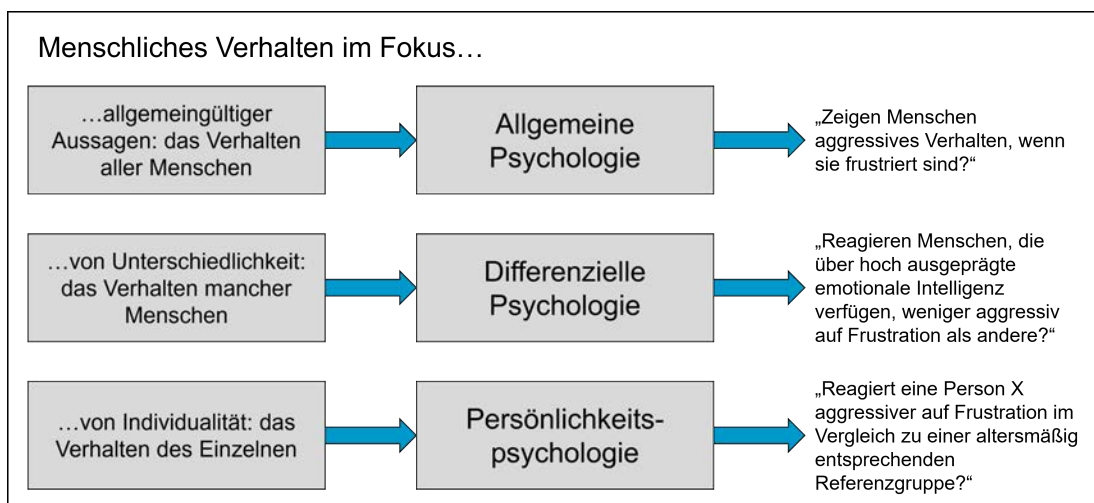 Menschliches Verhalten im Fokus…
…allgemeingültiger
Aussagen: das Verhalten
aller Menschen
Allgemeine
Psychologie
„Zeigen Menschen
aggressives Verhalten, wenn
sie frustriert sind?“
…von Unterschiedlichkeit:
das Verhalten mancher
Menschen
Differenzielle
Psychologie
„Reagieren Menschen, die
über hoch ausgeprägte
emotionale Intelligenz
verfügen, weniger aggressiv
auf Frustration als andere?“
…von Individualität: das
Verhalten des Einzelnen
Persönlichkeits-
psychologie
„Reagiert eine Person X
aggressiver auf Frustration im
Vergleich zu einer altersmäßig
entsprechenden
Referenzgruppe?“